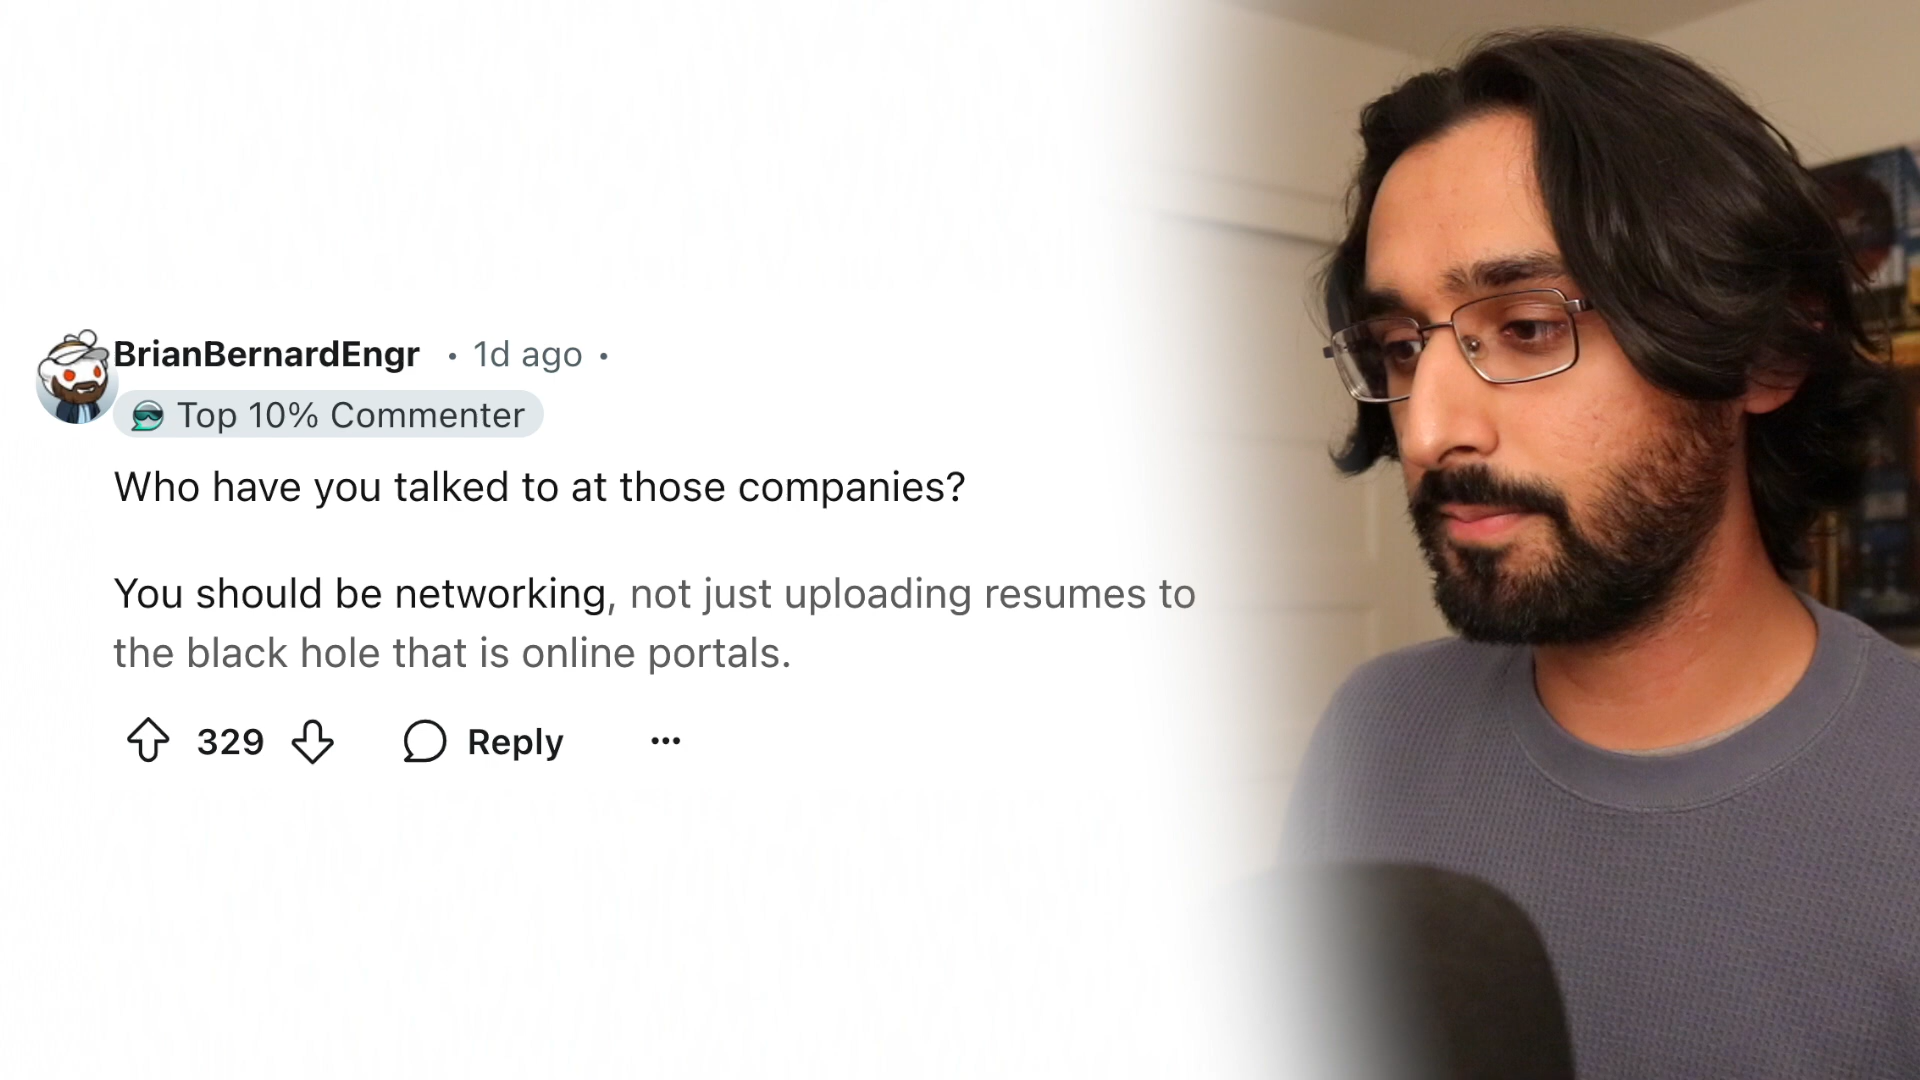 BrianBernardEngr • 1d ago •
Top 10% Commenter
Who have you talked to at those companies?
You should be networking, not just uploading resumes to
the black hole that is online portals.
329 Reply ...